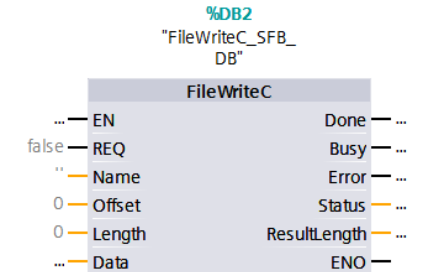 %DB2
"FileWriteC_SFB_
DB"
FileWriteC
... EN Done ...
false REQ Busy ...
'' Name Error ...
0 Offset Status ...
0 Length ResultLength ...
... Data ENO